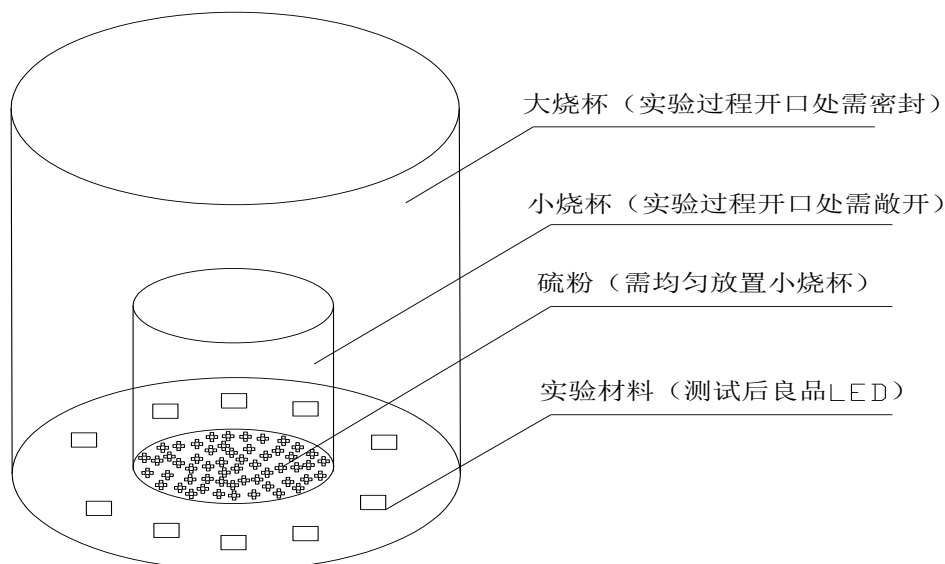 大烧杯（实验过程开口处需密封）
小烧杯（实验过程开口处需敞开）
硫粉（需均匀放置小烧杯）
实验材料（测试后良品LED）